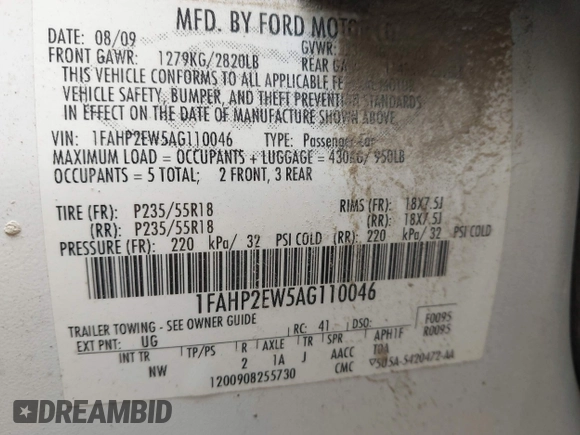 MFD. BY FORD MOTOR
DATE: 08/09 GVWR:
FRONT GAWR: 1279KG/2820LB REAR GA
THIS VEHICLE CONFORMS TO ALL APPLICABLE FE MOTOR
VEHICLE SAFETY, BUMPER, AND THEFT PREVENTION STANDARDS
IN EFFECT ON THE DATE OF MANUFACTURE SHOWN ABOVE.
VIN: 1FAHP2EW5AG110046 TYPE: Passenger Car
MAXIMUM LOAD = OCCUPANTS + LUGGAGE = 430KG/ 950LB
OCCUPANTS = 5 TOTAL; 2 FRONT, 3 REAR
TIRE (FR): P235/55R18 RIMS (FR): 18X7.5J
(RR): P235/55R18 (RR): 18X7.5J
PRESSURE (FR): 220 kPa/ 32 PSI COLD (RR): 220 kPa/ 32 PSI COLD
1FAHP2EW5AG110046
TRAILER TOWING - SEE OWNER GUIDE RC: 41 DSO: F0095
EXT PNT: UG APH1F R0095
INT TR TP/PS R AXLE TR SPR TDA
NW 2 1A J AACC
CMC
1200908255730
DREAMBID